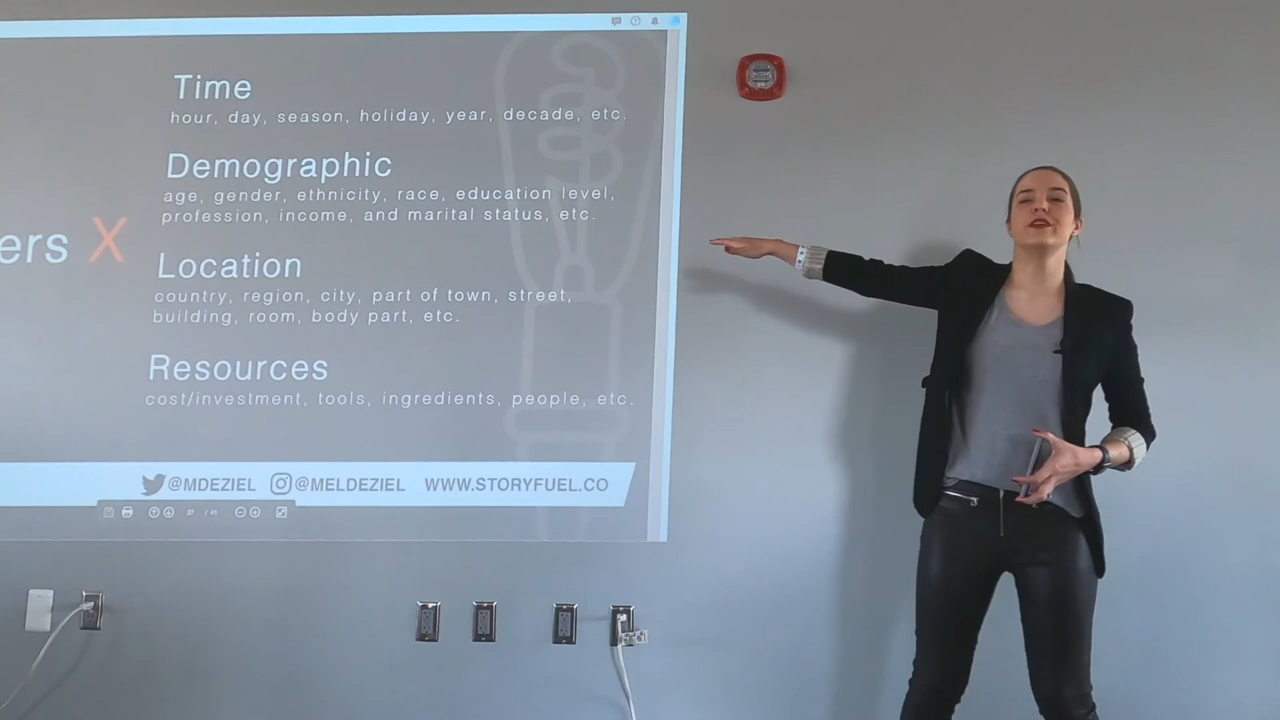 Time
hour, day, season, holiday, year, decade, etc.
Demographic
age, gender, ethnicity, race, education level,
profession, income, and marital status, etc.
ers X
Location
country, region, city, part of town, street,
building, room, body part, etc.
Resources
cost/investment, tools, ingredients, people, etc.
@MDEZIEL @MELDEZIEL WWW.STORYFUEL.CO
27 / 41